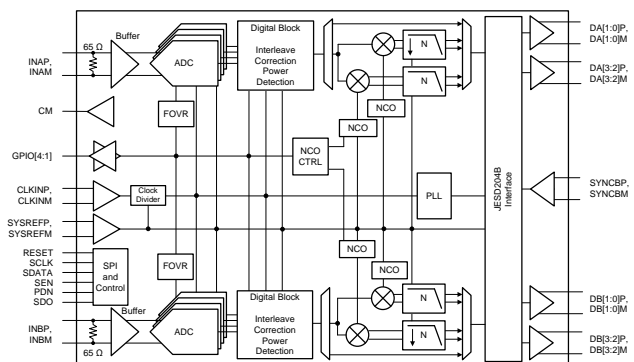 65 Ω
Buffer
INAP,
INAM
ADC
Digital Block
Interleave
Correction
Power
Detection
N
N
DA[1:0]P,
DA[1:0]M
DA[3:2]P,
DA[3:2]M
CM
FOVR
NCO
NCO
GPIO[4:1]
NCO
CTRL
JESD204B
Interface
CLKINP,
CLKINM
Clock
Divider
PLL
SYNCBP,
SYNCBM
SYSREFP,
SYSREFM
RESET
SCLK
SDATA
SEN
PDN
SDO
SPI
and
Control
FOVR
NCO
NCO
Buffer
INBP,
INBM
65 Ω
ADC
Digital Block
Interleave
Correction
Power
Detection
N
N
DB[1:0]P,
DB[1:0]M
DB[3:2]P,
DB[3:2]M